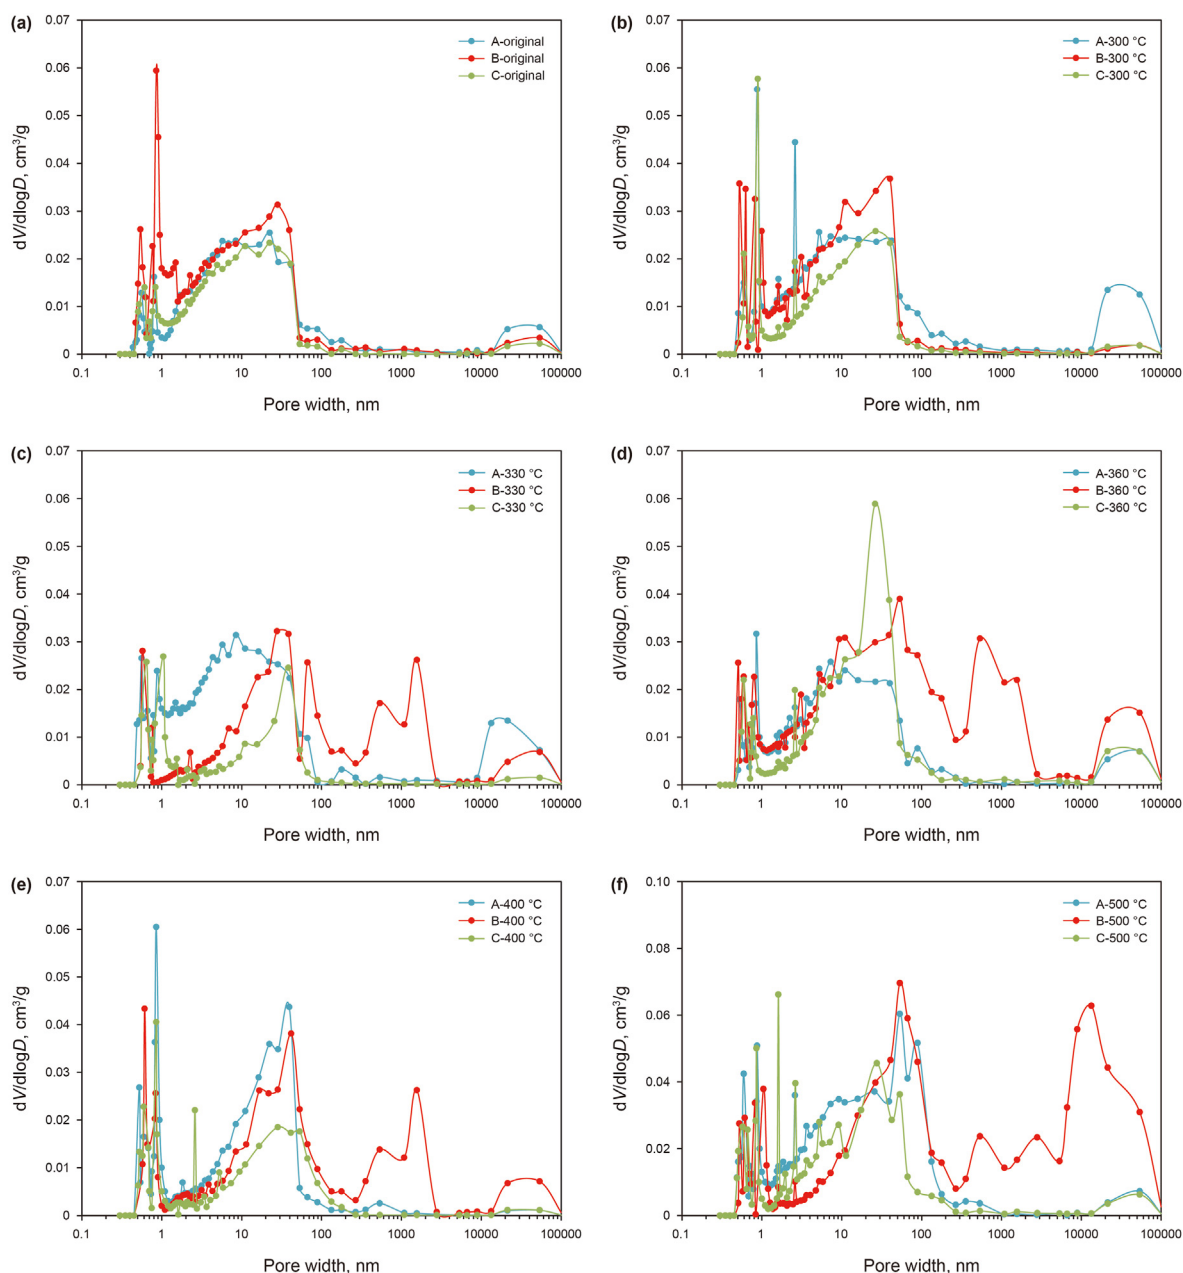 (a)
0.07
0.06
0.05
0.04
0.03
0.02
0.01
0
dV/dlogD, cm³/g
A-original
B-original
C-original
0.1 1 10 100 1000 10000 100000
Pore width, nm
(b)
0.07
0.06
0.05
0.04
0.03
0.02
0.01
0
dV/dlogD, cm³/g
A-300 °C
B-300 °C
C-300 °C
0.1 1 10 100 1000 10000 100000
Pore width, nm
(c)
0.07
0.06
0.05
0.04
0.03
0.02
0.01
0
dV/dlogD, cm³/g
A-330 °C
B-330 °C
C-330 °C
0.1 1 10 100 1000 10000 100000
Pore width, nm
(d)
0.07
0.06
0.05
0.04
0.03
0.02
0.01
0
dV/dlogD, cm³/g
A-360 °C
B-360 °C
C-360 °C
0.1 1 10 100 1000 10000 100000
Pore width, nm
(e)
0.07
0.06
0.05
0.04
0.03
0.02
0.01
0
dV/dlogD, cm³/g
A-400 °C
B-400 °C
C-400 °C
0.1 1 10 100 1000 10000 100000
Pore width, nm
(f)
0.10
0.08
0.06
0.04
0.02
0
dV/dlogD, cm³/g
A-500 °C
B-500 °C
C-500 °C
0.1 1 10 100 1000 10000 100000
Pore width, nm